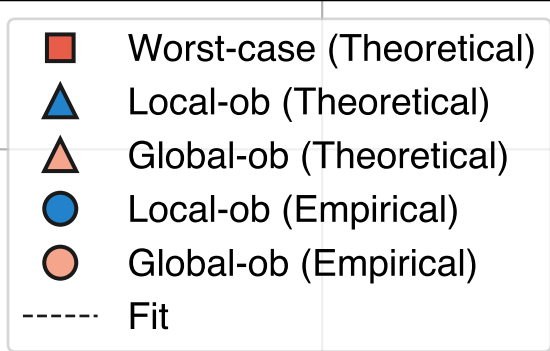 Worst-case (Theoretical)
Local-ob (Theoretical)
Global-ob (Theoretical)
Local-ob (Empirical)
Global-ob (Empirical)
Fit